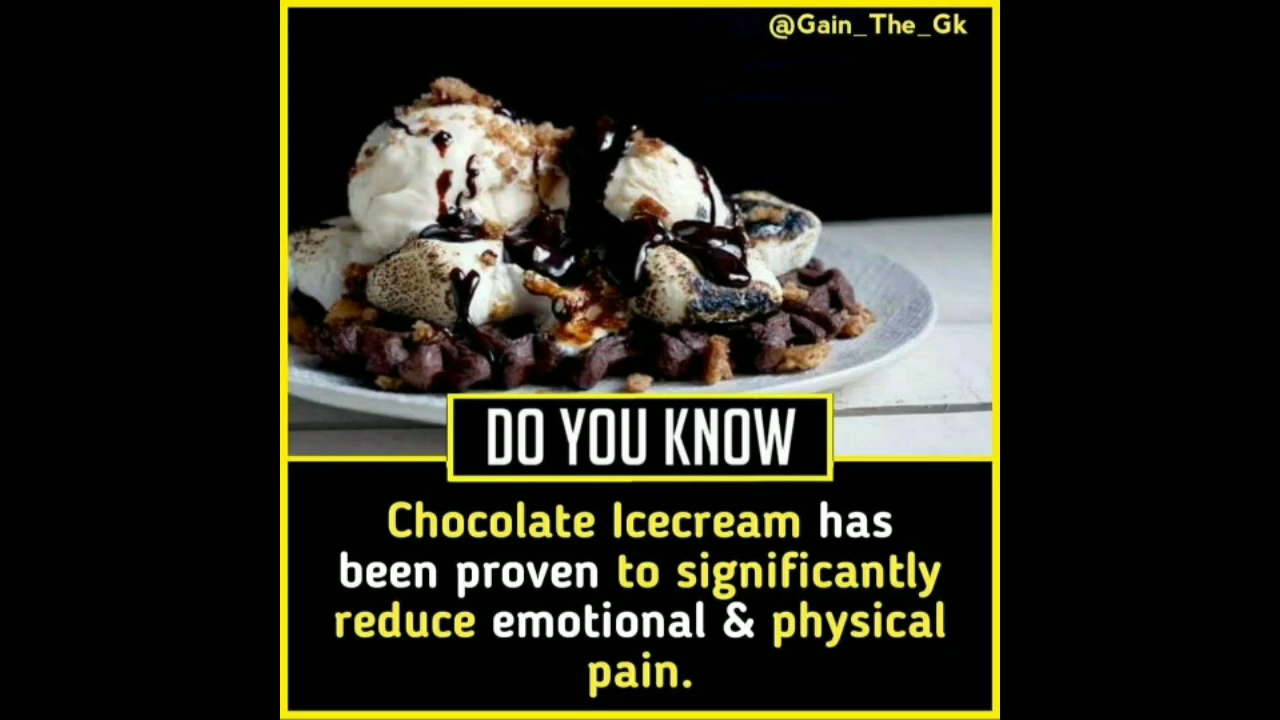 @Gain_The_Gk
DO YOU KNOW
Chocolate Icecream has
been proven to significantly
reduce emotional & physical
pain.